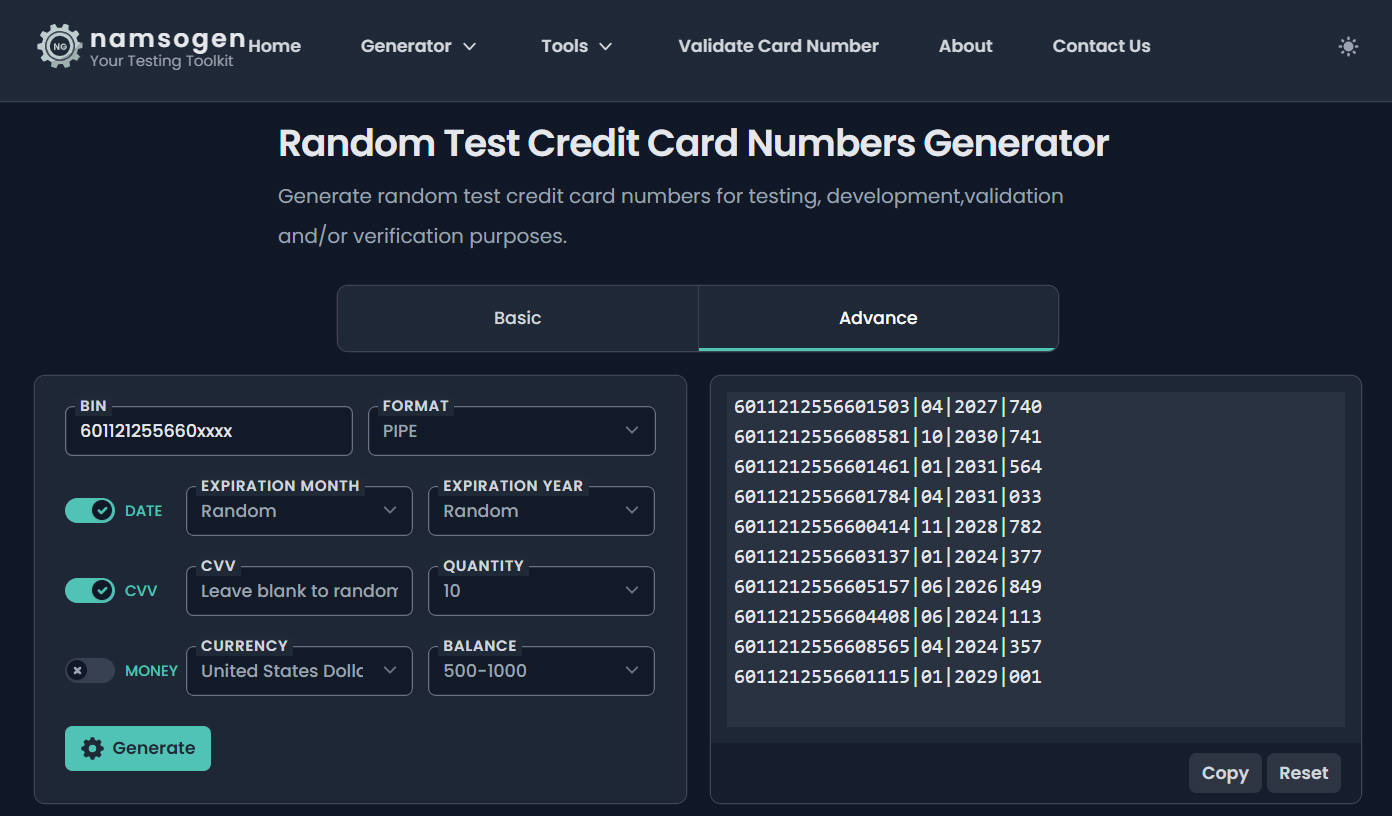 NG
namsogen
Your Testing Toolkit
Home Generator Tools Validate Card Number About Contact Us
Random Test Credit Card Numbers Generator
Generate random test credit card numbers for testing, development,validation
and/or verification purposes.
Basic Advance
BIN FORMAT
601121255660xxxx PIPE
EXPIRATION MONTH EXPIRATION YEAR
DATE Random Random
CVV QUANTITY
CVV Leave blank to random 10
CURRENCY BALANCE
MONEY United States Dolla 500-1000
Generate
6011212556601503|04|2027|740
6011212556608581|10|2030|741
6011212556601461|01|2031|564
6011212556601784|04|2031|033
6011212556600414|11|2028|782
6011212556603137|01|2024|377
6011212556605157|06|2026|849
6011212556604408|06|2024|113
6011212556608565|04|2024|357
6011212556601115|01|2029|001
Copy Reset